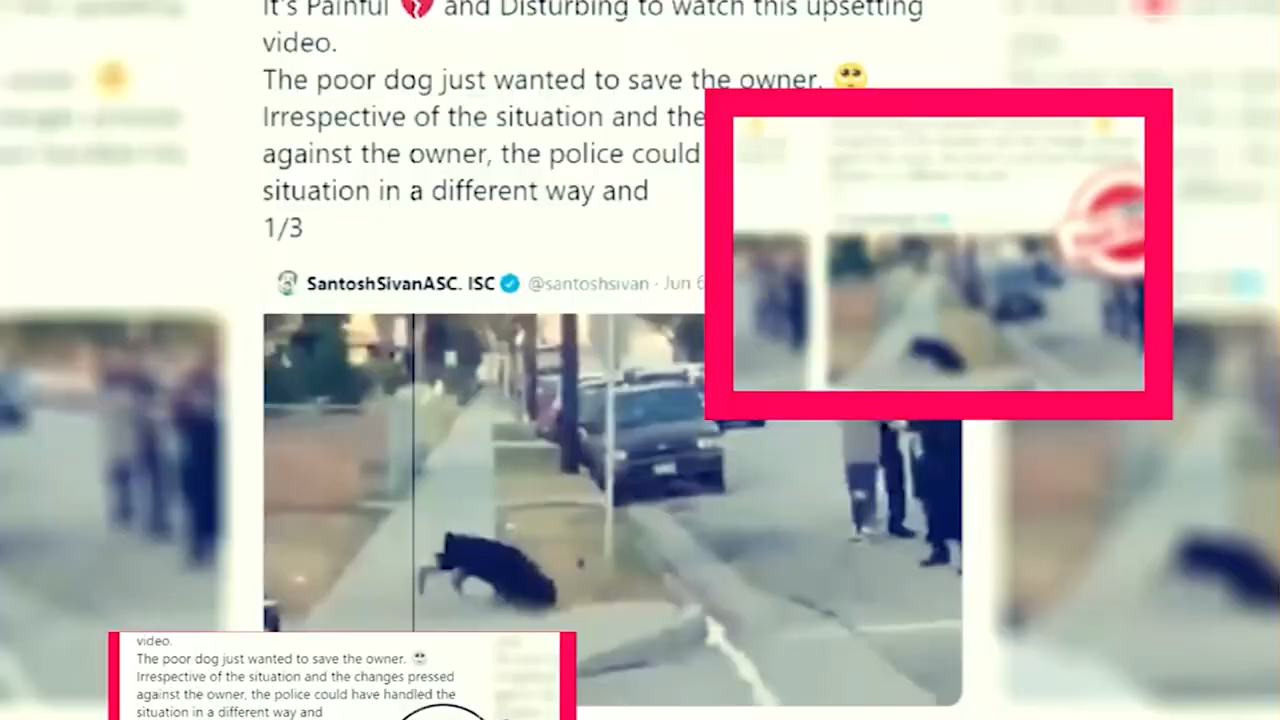 It's Painful 💔 and Disturbing to watch this upsetting
video.
The poor dog just wanted to save the owner. 🥺
Irrespective of the situation and the
against the owner, the police could
situation in a different way and
1/3
SantoshSivanASC. ISC @santoshsivan · Jun 6
video.
The poor dog just wanted to save the owner. 🥺
Irrespective of the situation and the changes pressed
against the owner, the police could have handled the
situation in a different way and